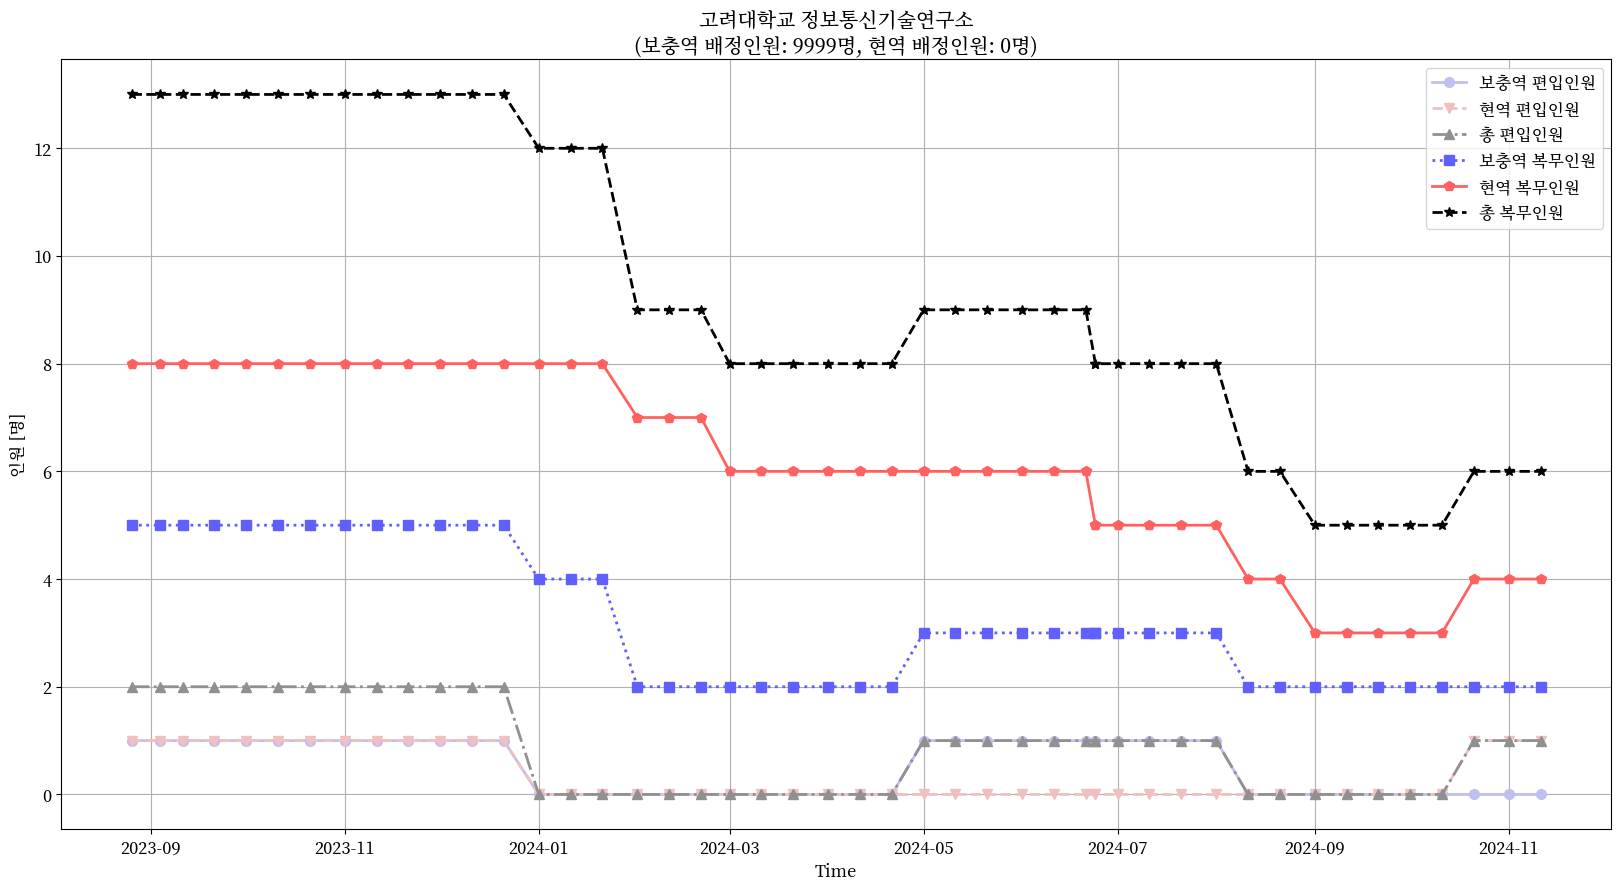 고려대학교 정보통신기술연구소
(보충역 배정인원: 9999명, 현역 배정인원: 0명)
보충역 편입인원
현역 편입인원
총 편입인원
보충역 복무인원
현역 복무인원
총 복무인원
인원 [명]
12
10
8
6
4
2
0
2023-09
2023-11
2024-01
2024-03
2024-05
2024-07
2024-09
2024-11
Time